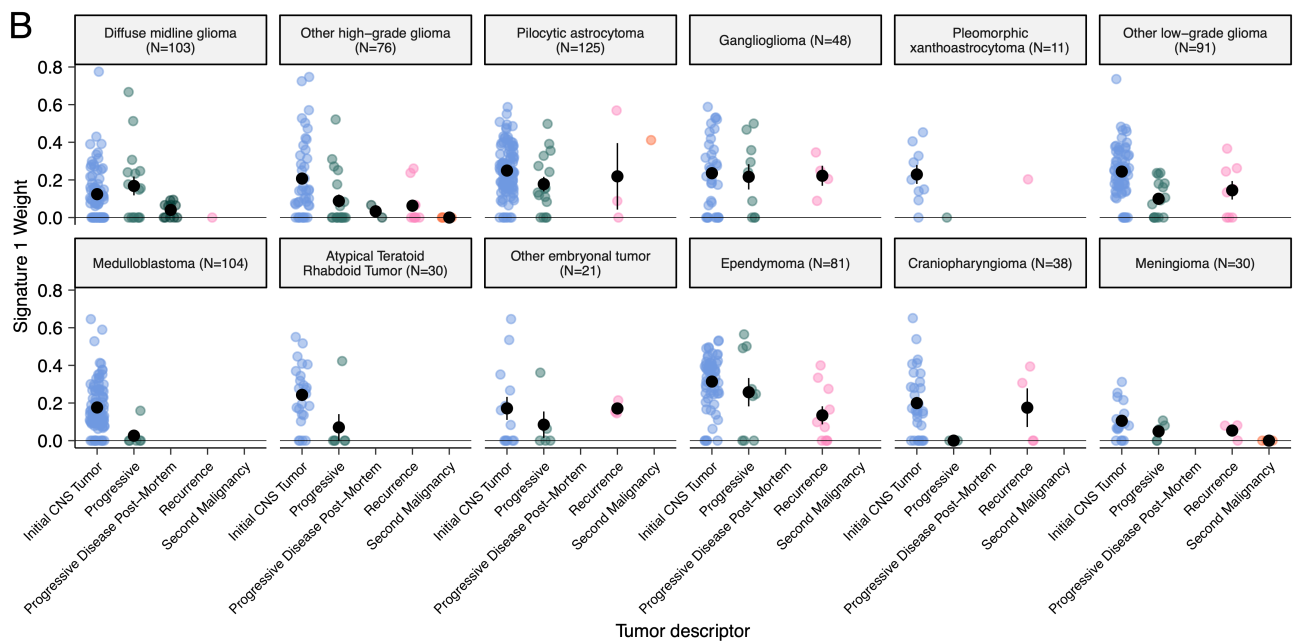 B
Diffuse midline glioma
(N=103)
Other high−grade glioma
(N=76)
Pilocytic astrocytoma
(N=125)
Ganglioglioma (N=48)
Pleomorphic
xanthoastrocytoma (N=11)
Other low−grade glioma
(N=91)
0.8
0.6
0.4
0.2
0.0
Medulloblastoma (N=104)
Atypical Teratoid
Rhabdoid Tumor (N=30)
Other embryonal tumor
(N=21)
Ependymoma (N=81)
Craniopharyngioma (N=38)
Meningioma (N=30)
0.8
0.6
0.4
0.2
0.0
Signature 1 Weight
Initial CNS Tumor
Progressive
Progressive Disease Post−Mortem
Recurrence
Second Malignancy
Initial CNS Tumor
Progressive
Progressive Disease Post−Mortem
Recurrence
Second Malignancy
Initial CNS Tumor
Progressive
Progressive Disease Post−Mortem
Recurrence
Second Malignancy
Initial CNS Tumor
Progressive
Progressive Disease Post−Mortem
Recurrence
Second Malignancy
Initial CNS Tumor
Progressive
Progressive Disease Post−Mortem
Recurrence
Second Malignancy
Initial CNS Tumor
Progressive
Progressive Disease Post−Mortem
Recurrence
Second Malignancy
Tumor descriptor